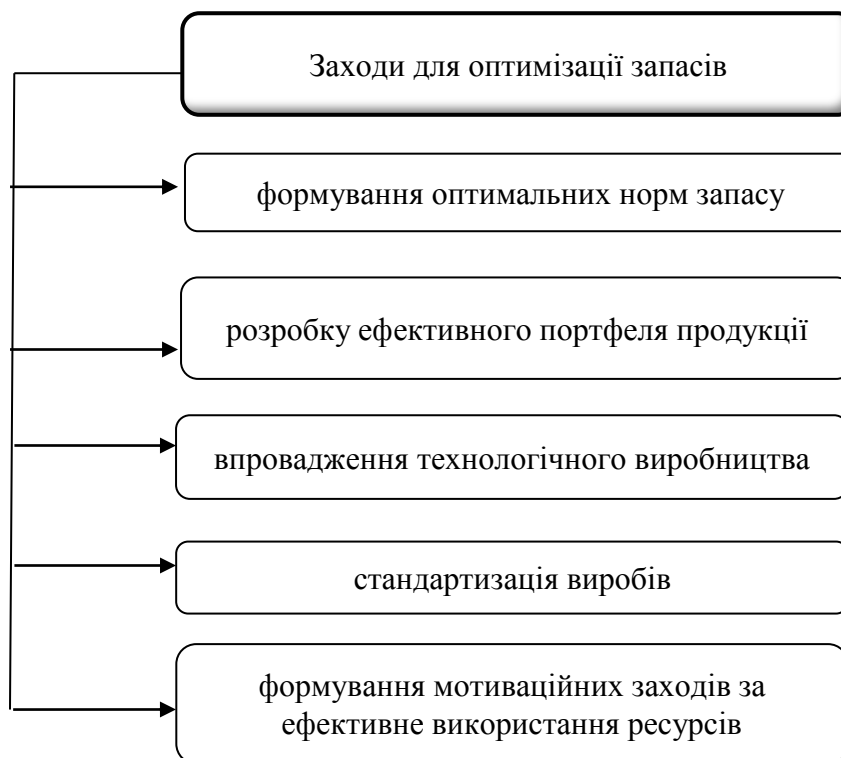 Заходи для оптимізації запасів
формування оптимальних норм запасу
розробку ефективного портфеля продукції
впровадження технологічного виробництва
стандартизація виробів
формування мотиваційних заходів за
ефективне використання ресурсів